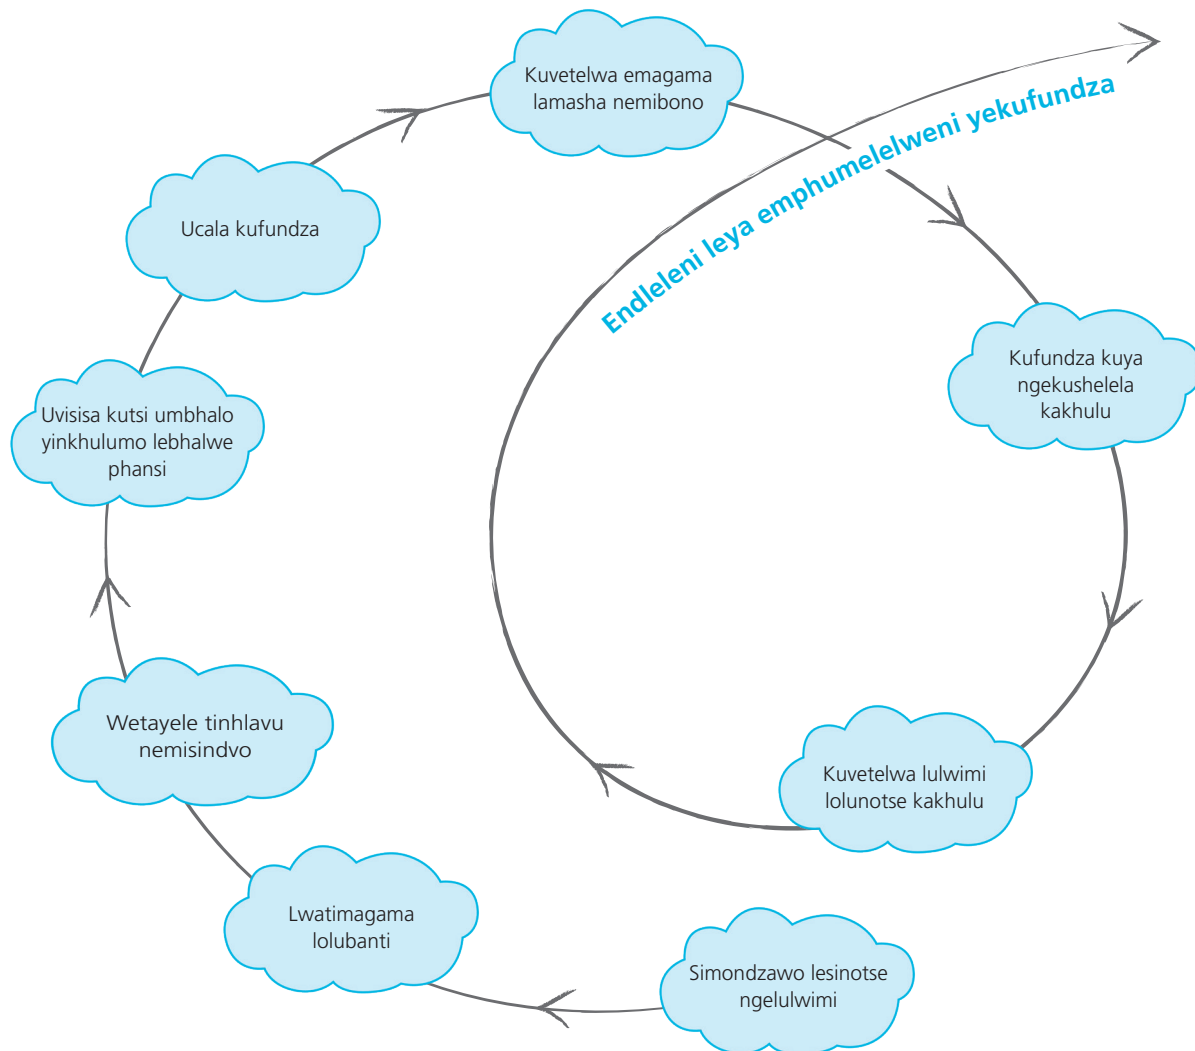 Kuvetelwa emagama
lamasha nemibono
Endleleni leya emphumelelweni yekufundza
Ucala kufundza
Kufundza kuya
ngekushelela
kakhulu
Uvisisa kutsi umbhalo
yinkhulumo lebhalwe
phansi
Wetayele tinhlavu
nemisindvo
Kuvetelwa lulwimi
lolunotse kakhulu
Lwatimagama
lolubanti
Simondzawo lesinotse
ngelulwimi